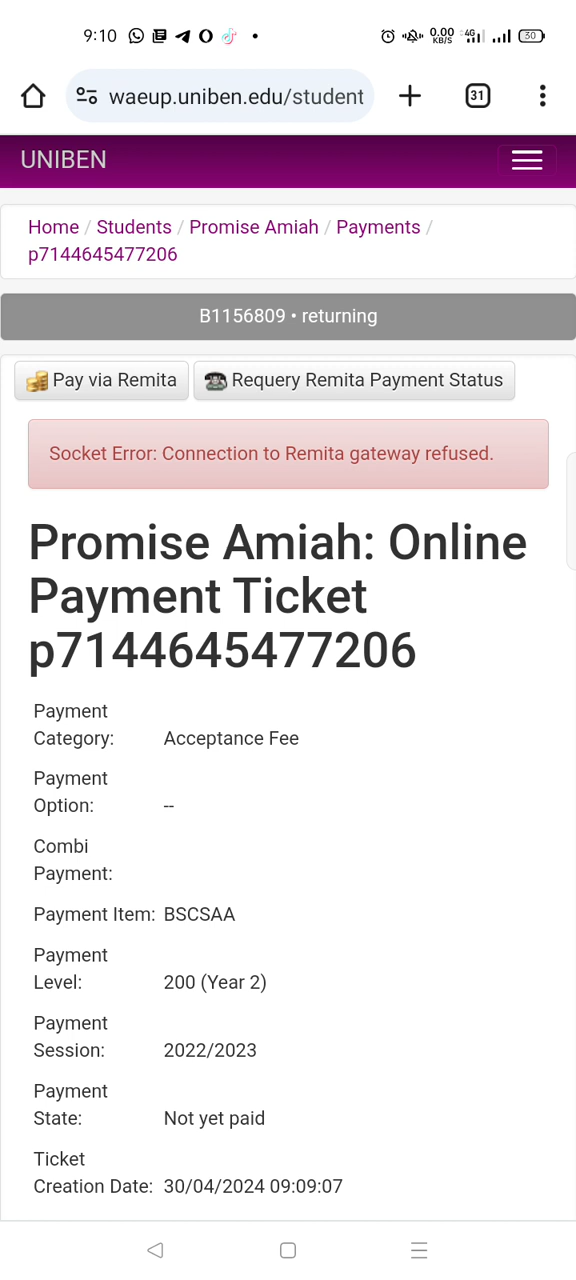 9:10 0.00 KB/S 4G 30
waeup.uniben.edu/student 31
UNIBEN
Home / Students / Promise Amiah / Payments /
p7144645477206
B1156809 • returning
Pay via Remita Requery Remita Payment Status
Socket Error: Connection to Remita gateway refused.
Promise Amiah: Online
Payment Ticket
p7144645477206
Payment
Category: Acceptance Fee
Payment
Option: --
Combi
Payment:
Payment Item: BSCSAA
Payment
Level: 200 (Year 2)
Payment
Session: 2022/2023
Payment
State: Not yet paid
Ticket
Creation Date: 30/04/2024 09:09:07